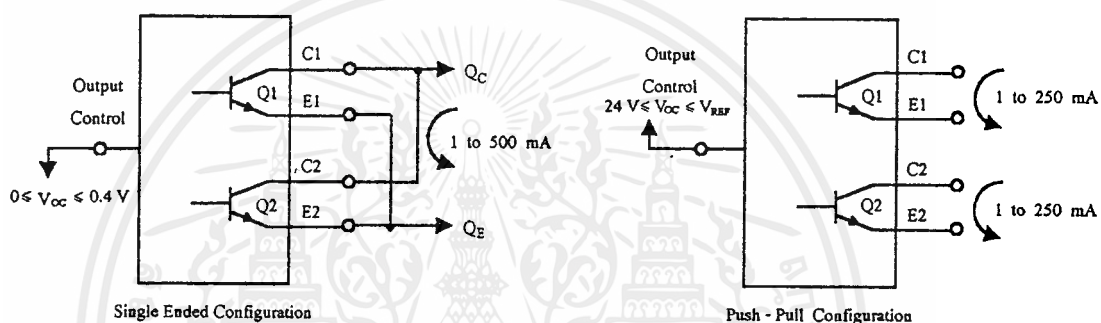 C1
Q_C
Output
Q1
E1
Control
1 to 500 mA
C2
0 ≤ V_OC ≤ 0.4 V
Q2
E2
Q_E
Single Ended Configuration
Output
C1
Control
Q1
1 to 250 mA
24 V ≤ V_OC ≤ V_REF
E1
C2
Q2
E2
1 to 250 mA
Push - Pull Configuration